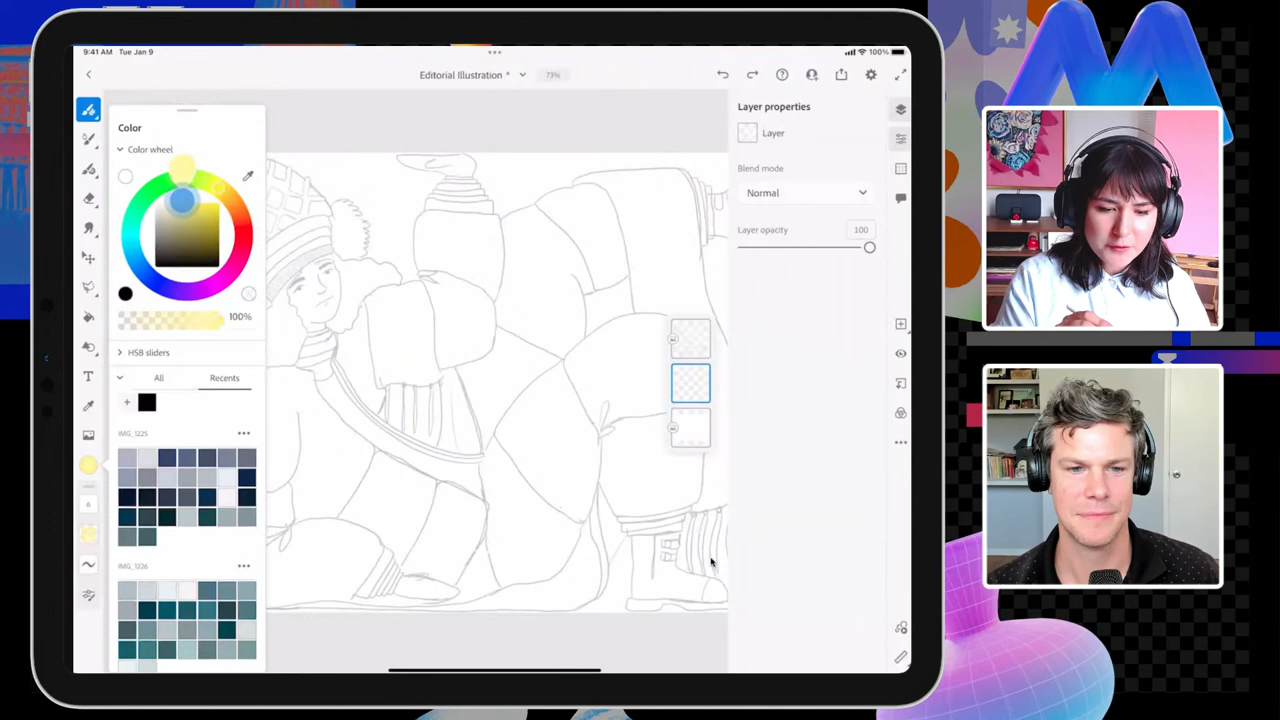 9:41 AM Tue Jan 9
100%
Editorial Illustration *
73%
Color
Color wheel
100%
HSB sliders
All
Recents
IMG_1225
IMG_1226
6
T
Layer properties
Layer
Blend mode
Normal
Layer opacity
100